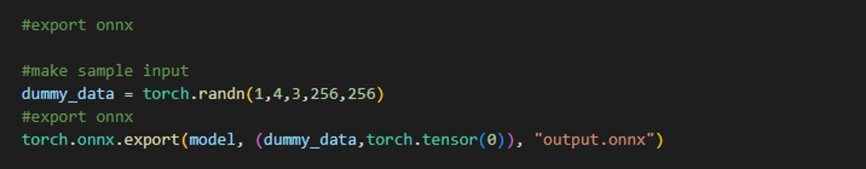 #export onnx
#make sample input
dummy_data = torch.randn(1,4,3,256,256)
#export onnx
torch.onnx.export(model, (dummy_data,torch.tensor(0)), "output.onnx")